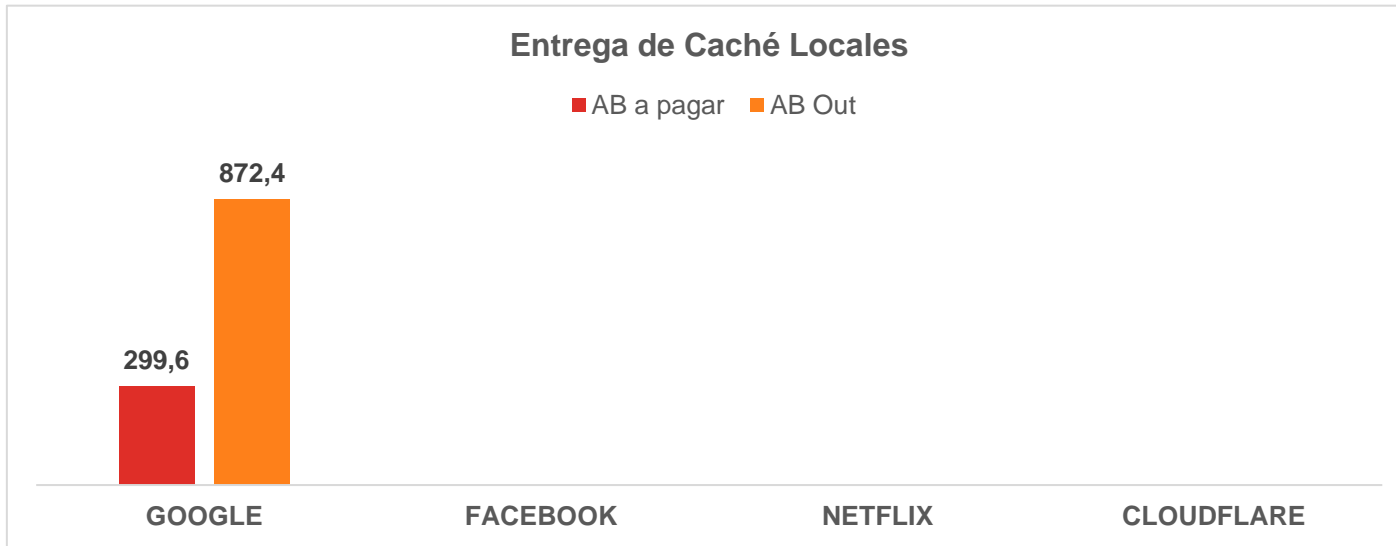 Entrega de Caché Locales
AB a pagar AB Out
872,4
299,6
GOOGLE FACEBOOK NETFLIX CLOUDFLARE